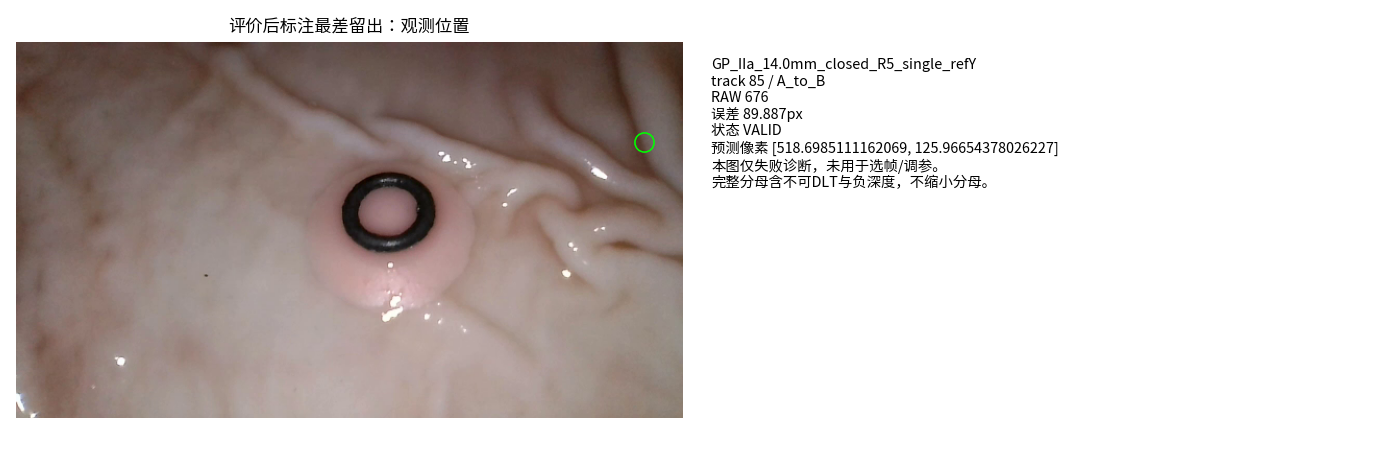 评价后标注最差留出：观测位置
GP_IIa_14.0mm_closed_R5_single_refY
track 85 / A_to_B
RAW 676
误差 89.887px
状态 VALID
预测像素 [518.6985111162069, 125.96654378026227]
本图仅失败诊断，未用于选帧/调参。
完整分母含不可DLT与负深度，不缩小分母。